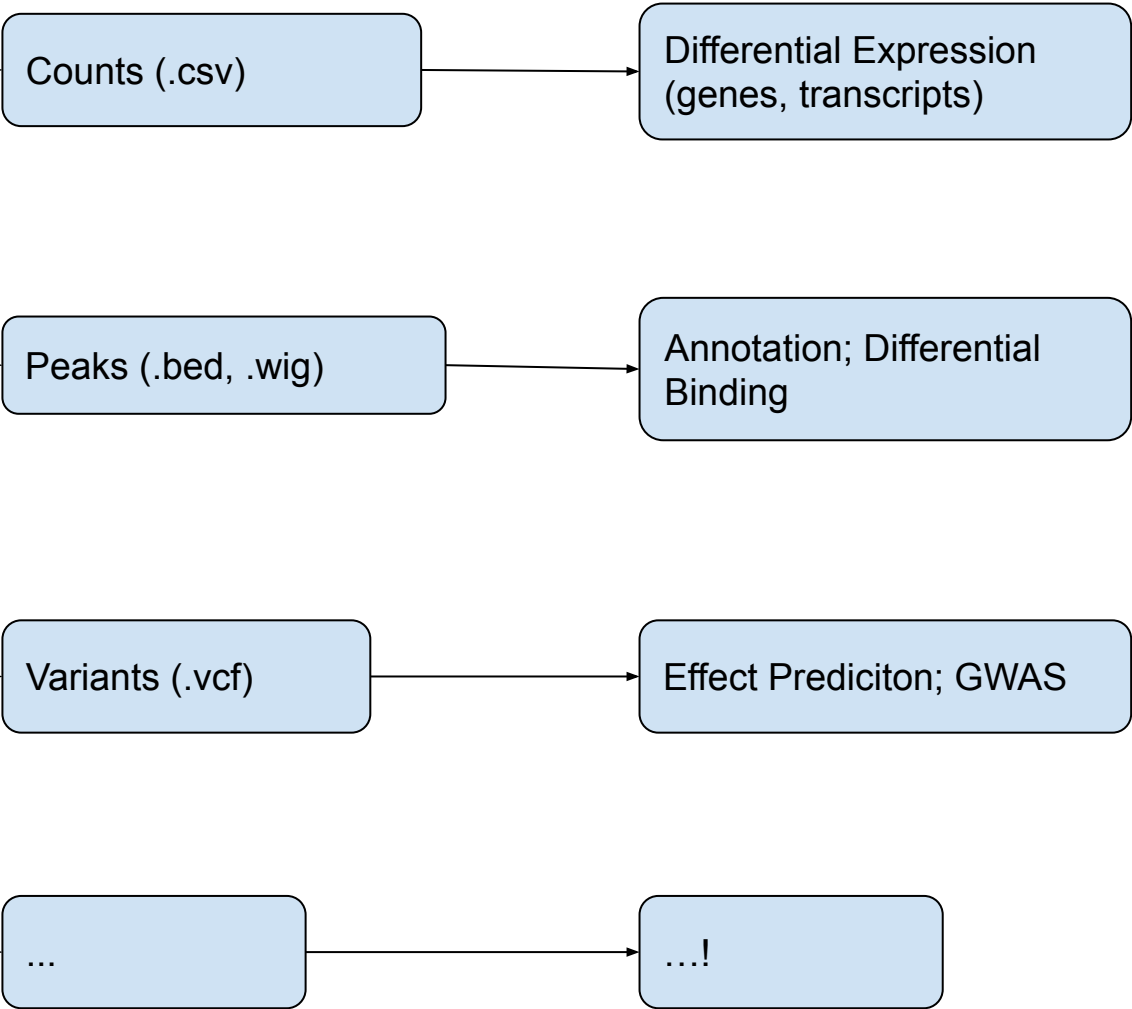 Counts (.csv)
Differential Expression
(genes, transcripts)
Peaks (.bed, .wig)
Annotation; Differential
Binding
Variants (.vcf)
Effect Prediciton; GWAS
...
…!